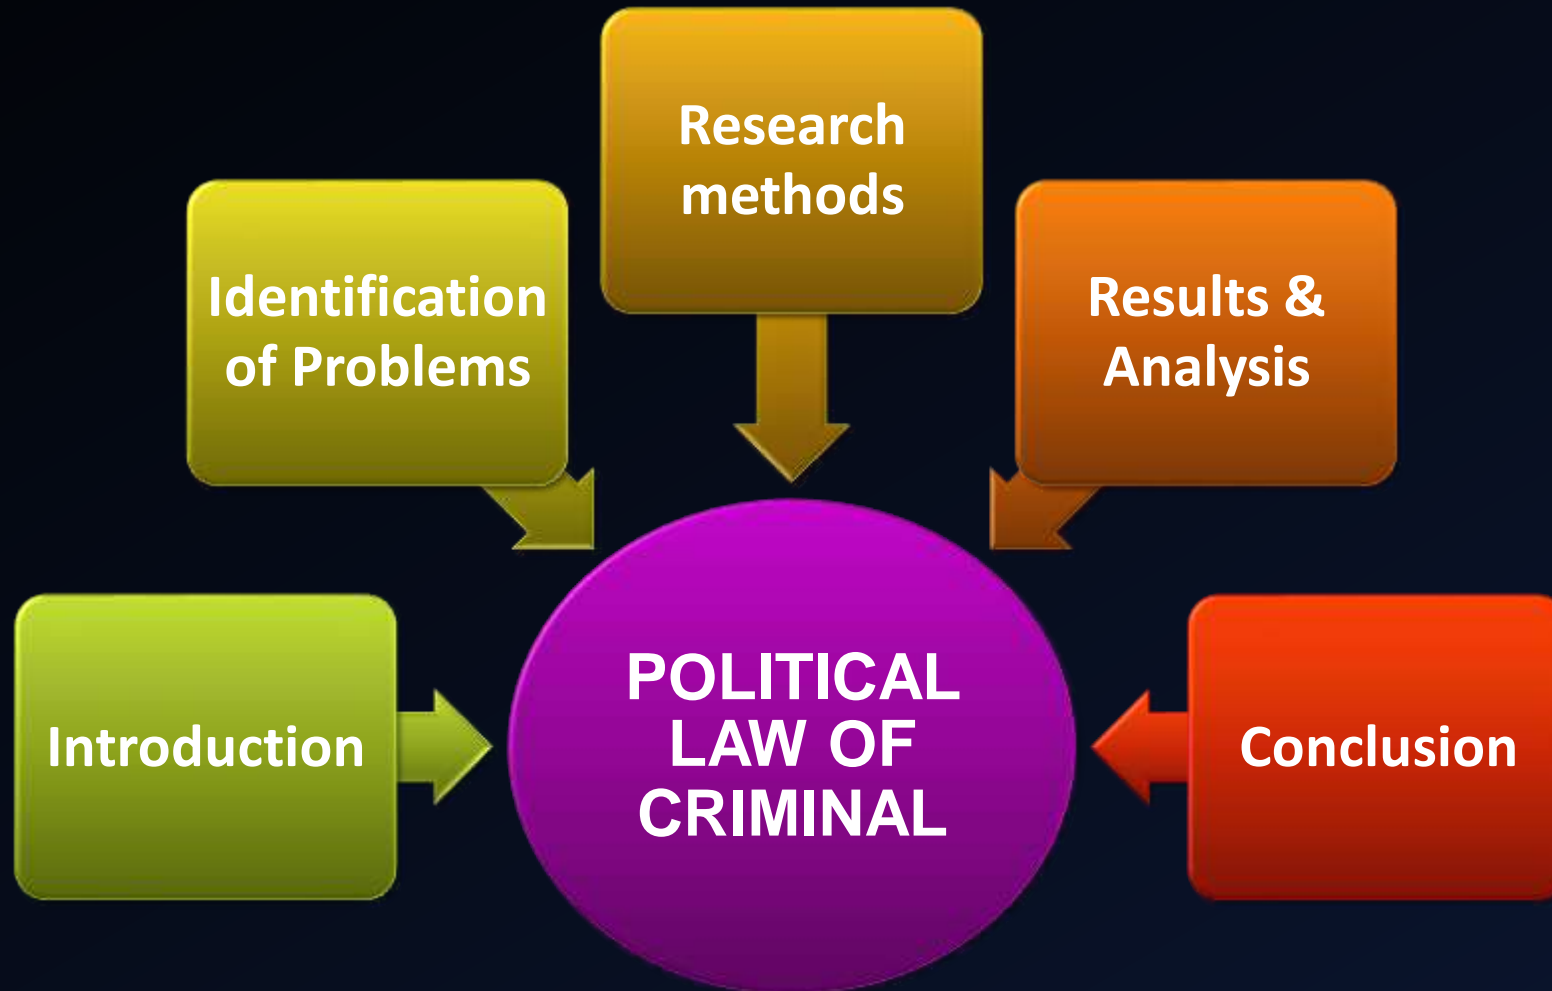 Research
methods
Identification
of Problems
Results &
Analysis
Introduction
POLITICAL
LAW OF
CRIMINAL
Conclusion